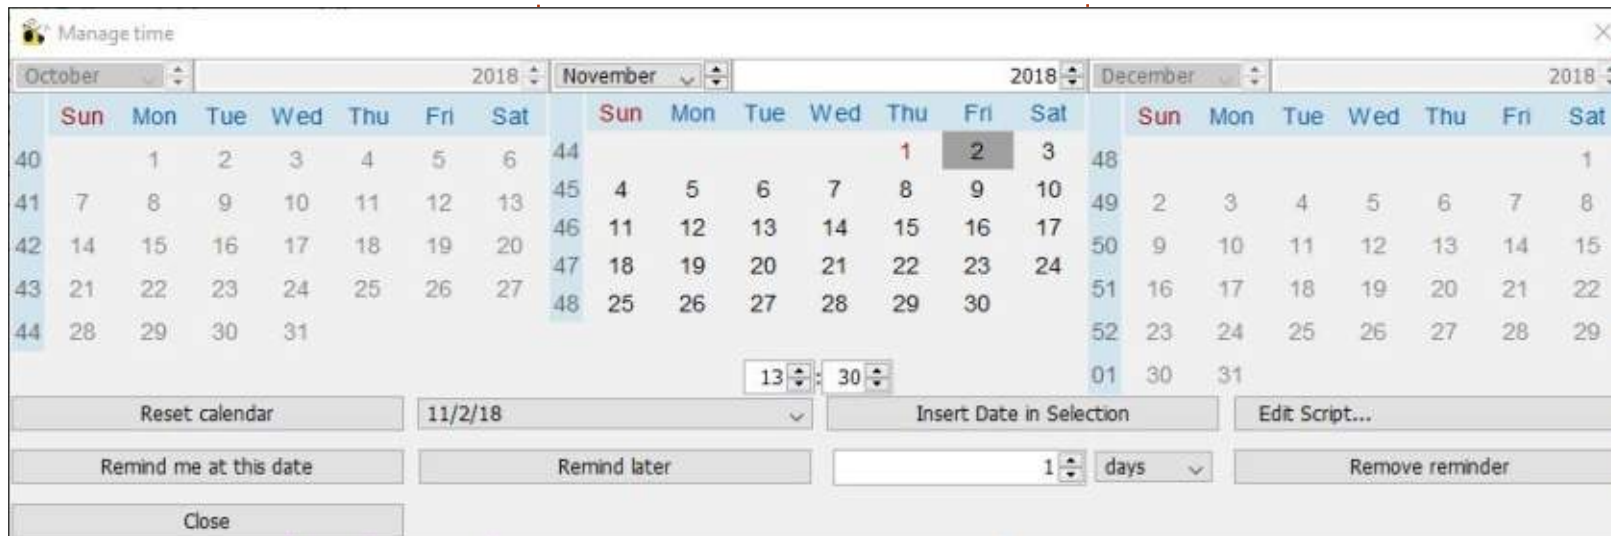 Manage time
October 2018 November 2018 December 2018
Sun Mon Tue Wed Thu Fri Sat
40 1 2 3 4 5 6
41 7 8 9 10 11 12 13
42 14 15 16 17 18 19 20
43 21 22 23 24 25 26 27
44 28 29 30 31
Sun Mon Tue Wed Thu Fri Sat
44 1 2 3
45 4 5 6 7 8 9 10
46 11 12 13 14 15 16 17
47 18 19 20 21 22 23 24
48 25 26 27 28 29 30
Sun Mon Tue Wed Thu Fri Sat
48 1
49 2 3 4 5 6 7 8
50 9 10 11 12 13 14 15
51 16 17 18 19 20 21 22
52 23 24 25 26 27 28 29
01 30 31
13 : 30
Reset calendar 11/2/18 Insert Date in Selection Edit Script...
Remind me at this date Remind later 1 days Remove reminder
Close